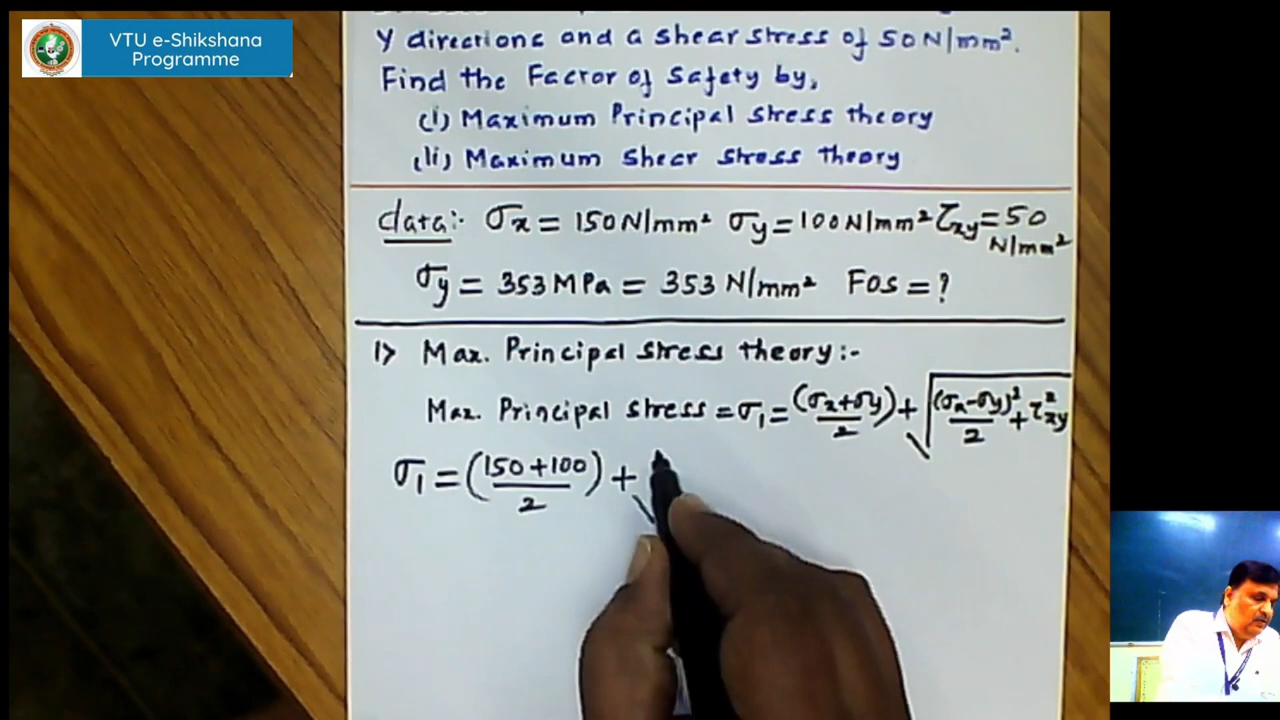 VTU e-Shikshana
Programme
Y directions and a shear stress of 50 N/mm².
Find the Factor of Safety by,
(i) Maximum Principal stress theory
(ii) Maximum shear stress Theory
data:- σx = 150 N/mm² σy = 100 N/mm² τxy = 50 N/mm²
σy = 353 MPa = 353 N/mm² FOS = ?
1> Max. Principal stress theory:-
Max. Principal stress = σ1 = (σx+σy)/2 + √((σx-σy)²/2 + τ²xy)
σ1 = (150+100)/2 +